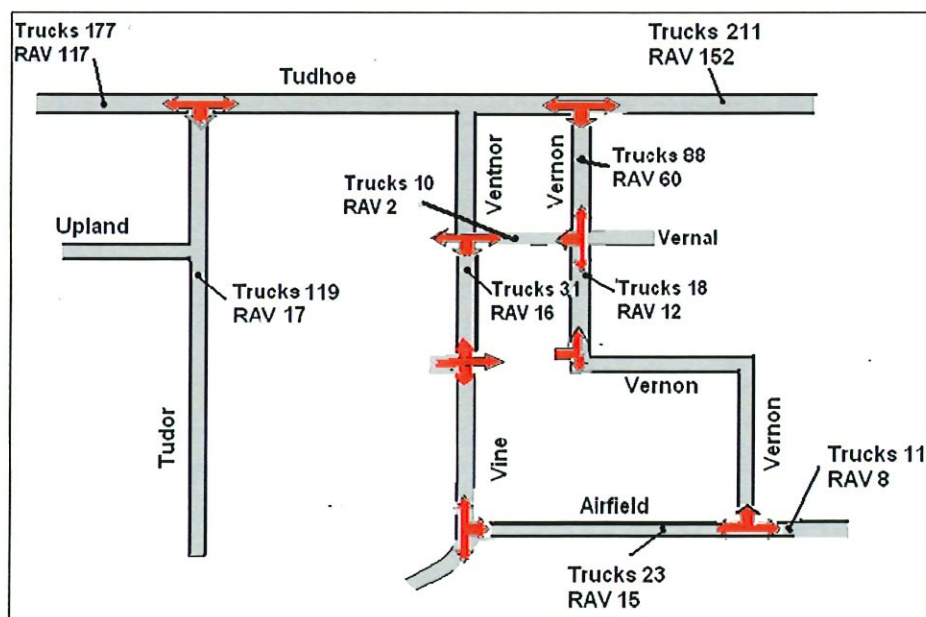 Trucks 177
RAV 117
Tudhoe
Trucks 211
RAV 152
Ventnor
Vernon
Trucks 88
RAV 60
Trucks 10
RAV 2
Upland
Vernal
Trucks 119
RAV 17
Trucks 31
RAV 16
Trucks 18
RAV 12
Vernon
Tudor
Vine
Vernon
Trucks 11
RAV 8
Airfield
Trucks 23
RAV 15